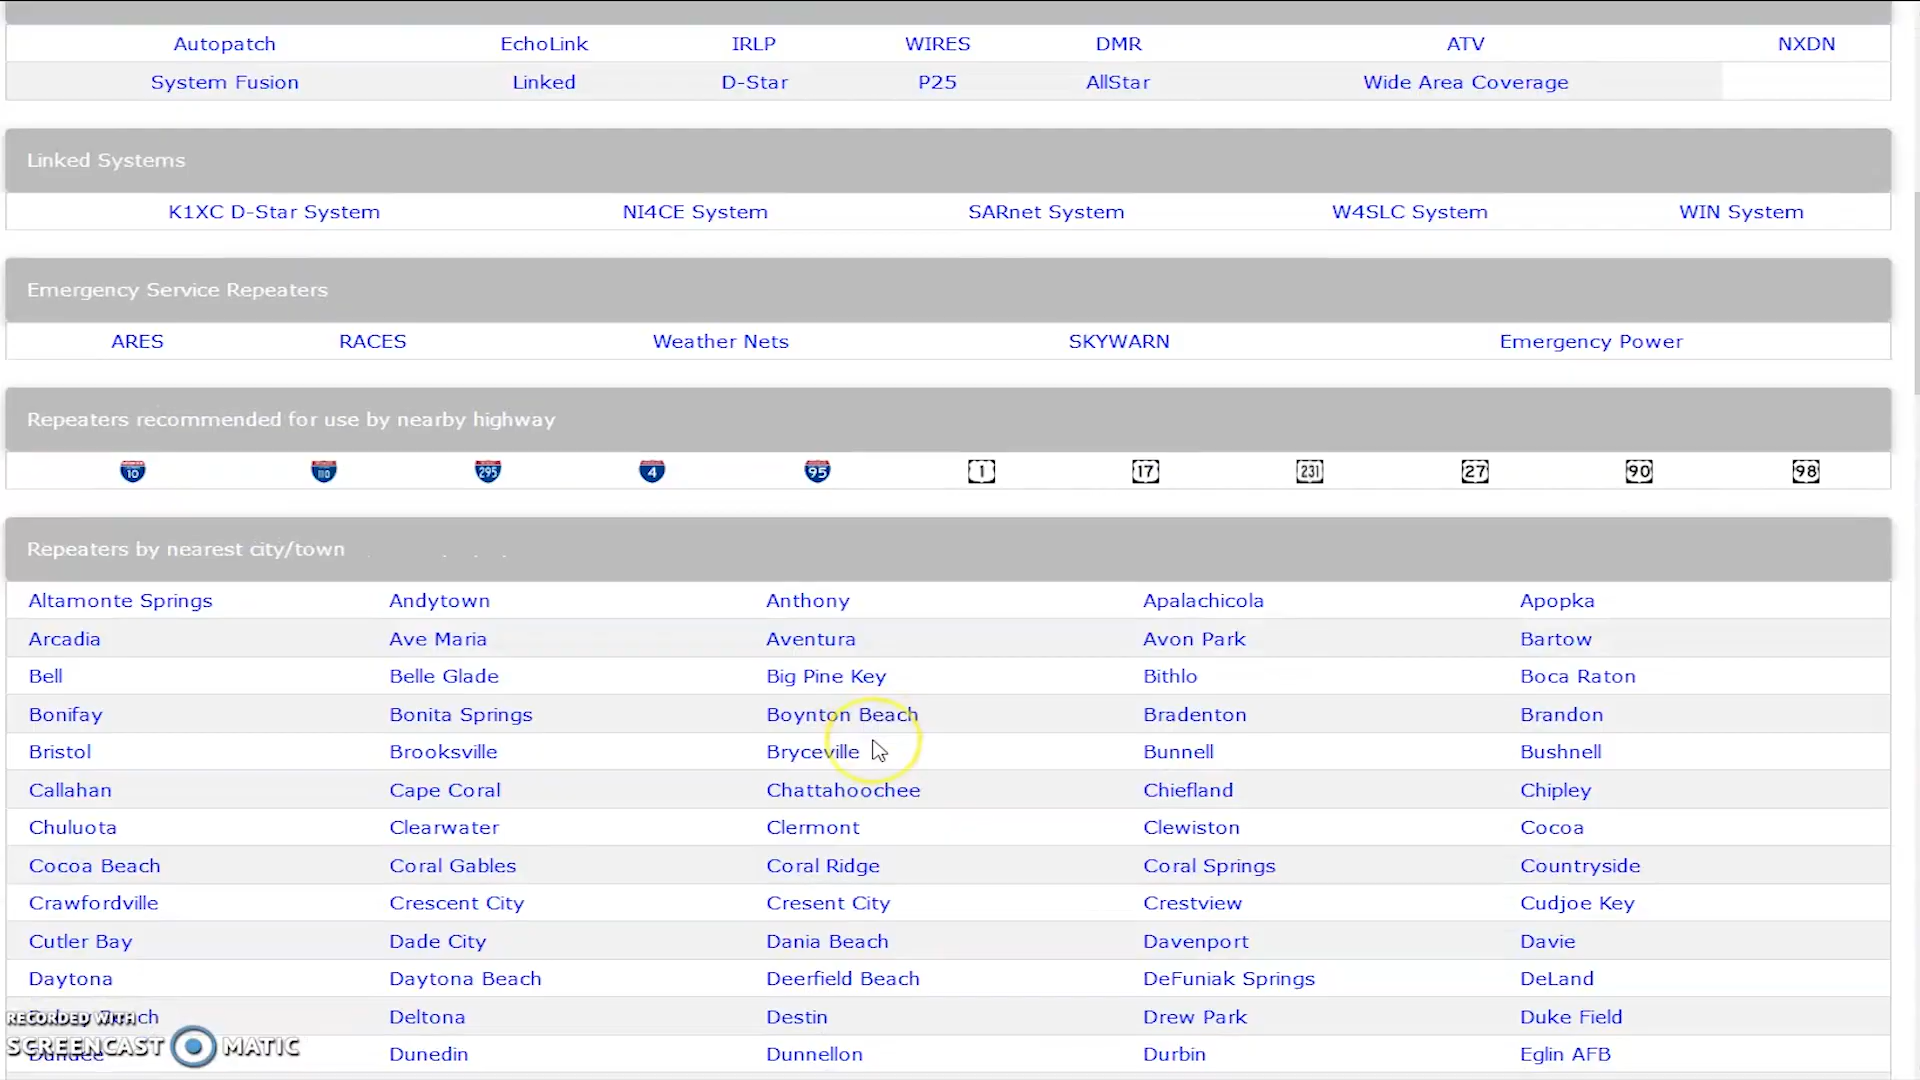 Autopatch EchoLink IRLP WIRES DMR ATV NXDN
System Fusion Linked D-Star P25 AllStar Wide Area Coverage
Linked Systems
K1XC D-Star System NI4CE System SARnet System W4SLC System WIN System
Emergency Service Repeaters
ARES RACES Weather Nets SKYWARN Emergency Power
Repeaters recommended for use by nearby highway
10 110 295 4 95 1 17 231 27 90 98
Repeaters by nearest city/town
Altamonte Springs Andytown Anthony Apalachicola Apopka
Arcadia Ave Maria Aventura Avon Park Bartow
Bell Belle Glade Big Pine Key Bithlo Boca Raton
Bonifay Bonita Springs Boynton Beach Bradenton Brandon
Bristol Brooksville Bryceville Bunnell Bushnell
Callahan Cape Coral Chattahoochee Chiefland Chipley
Chuluota Clearwater Clermont Clewiston Cocoa
Cocoa Beach Coral Gables Coral Ridge Coral Springs Countryside
Crawfordville Crescent City Cresent City Crestview Cudjoe Key
Cutler Bay Dade City Dania Beach Davenport Davie
Daytona Daytona Beach Deerfield Beach DeFuniak Springs DeLand
Deltona Destin Drew Park Duke Field
Dundee Dunedin Dunnellon Durbin Eglin AFB
RECORDED WITH
SCREENCAST MATIC